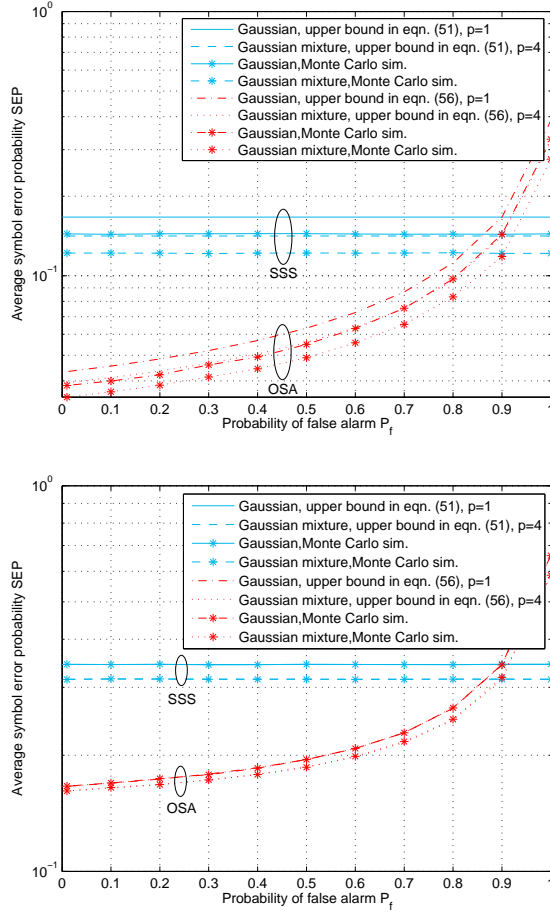 10^0
Gaussian, upper bound in eqn. (51), p=1
Gaussian mixture, upper bound in eqn. (51), p=4
Gaussian,Monte Carlo sim.
Gaussian mixture,Monte Carlo sim.
Gaussian, upper bound in eqn. (56), p=1
Gaussian mixture, upper bound in eqn. (56), p=4
Gaussian,Monte Carlo sim.
Gaussian mixture,Monte Carlo sim.
Average symbol error probability SEP
10^-1
SSS
OSA
0 0.1 0.2 0.3 0.4 0.5 0.6 0.7 0.8 0.9 1
Probability of false alarm P_f
10^0
Gaussian, upper bound in eqn. (51), p=1
Gaussian mixture, upper bound in eqn. (51), p=4
Gaussian,Monte Carlo sim.
Gaussian mixture,Monte Carlo sim.
Gaussian, upper bound in eqn. (56), p=1
Gaussian mixture, upper bound in eqn. (56), p=4
Gaussian,Monte Carlo sim.
Gaussian mixture,Monte Carlo sim.
Average symbol error probability SEP
SSS
OSA
10^-1
0 0.1 0.2 0.3 0.4 0.5 0.6 0.7 0.8 0.9 1
Probability of false alarm P_f